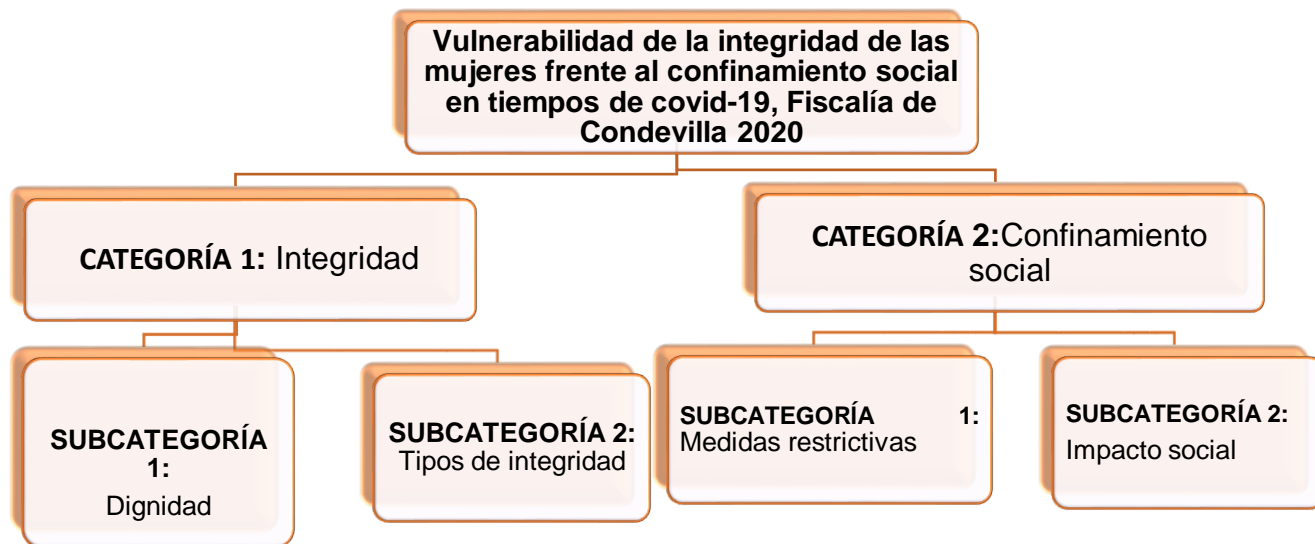 Vulnerabilidad de la integridad de las
mujeres frente al confinamiento social
en tiempos de covid-19, Fiscalía de
Condevilla 2020
CATEGORÍA 1: Integridad
CATEGORÍA 2:Confinamiento
social
SUBCATEGORÍA
1:
Dignidad
SUBCATEGORÍA 2:
Tipos de integridad
SUBCATEGORÍA 1:
Medidas restrictivas
SUBCATEGORÍA 2:
Impacto social